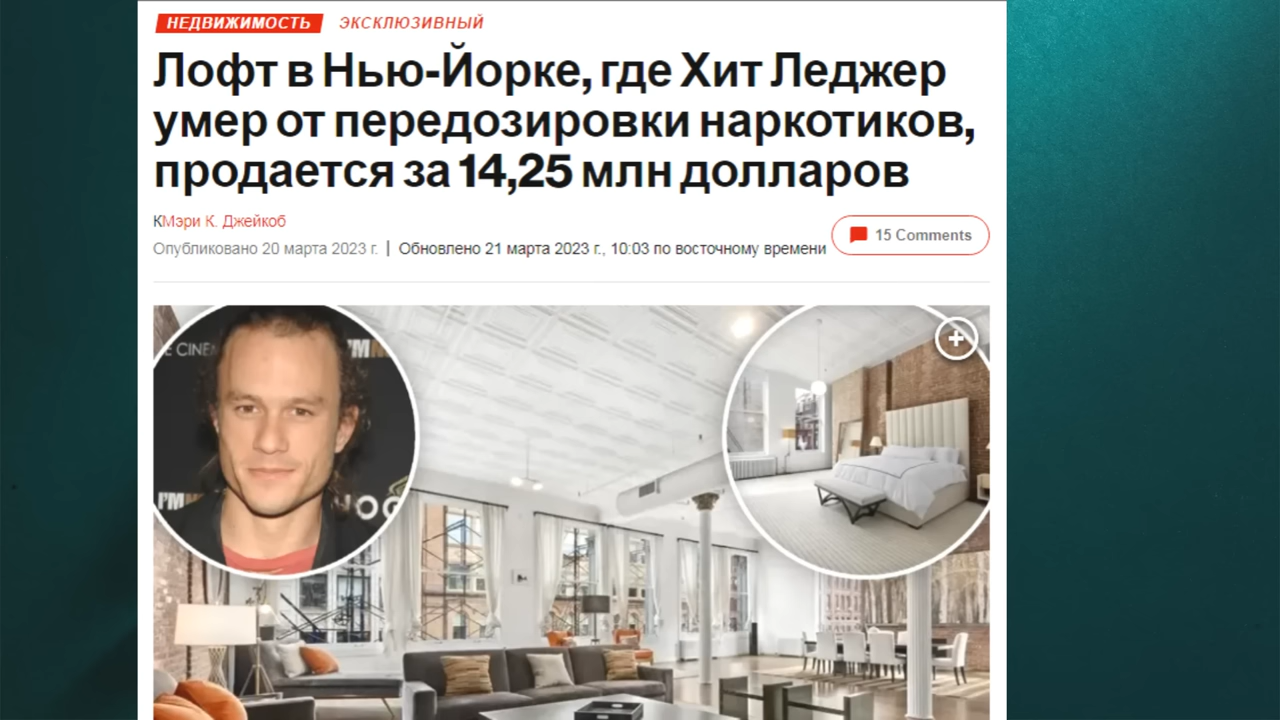 НЕДВИЖИМОСТЬ ЭКСКЛЮЗИВНЫЙ
Лофт в Нью-Йорке, где Хит Леджер
умер от передозировки наркотиков,
продается за 14,25 млн долларов
КМэри К. Джейкоб
Опубликовано 20 марта 2023 г. | Обновлено 21 марта 2023 г., 10:03 по восточному времени
15 Comments
E CINE
I'M